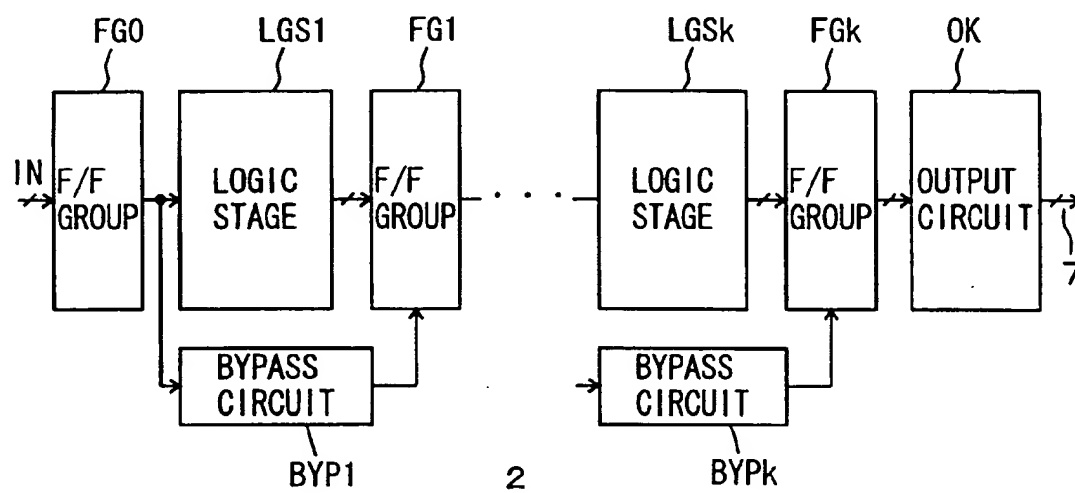 FG0
LGS1
FG1
LGSk
FGk
OK
IN
F/F
GROUP
LOGIC
STAGE
F/F
GROUP
. . .
LOGIC
STAGE
F/F
GROUP
OUTPUT
CIRCUIT
7
BYPASS
CIRCUIT
BYPASS
CIRCUIT
BYP1
2
BYPk